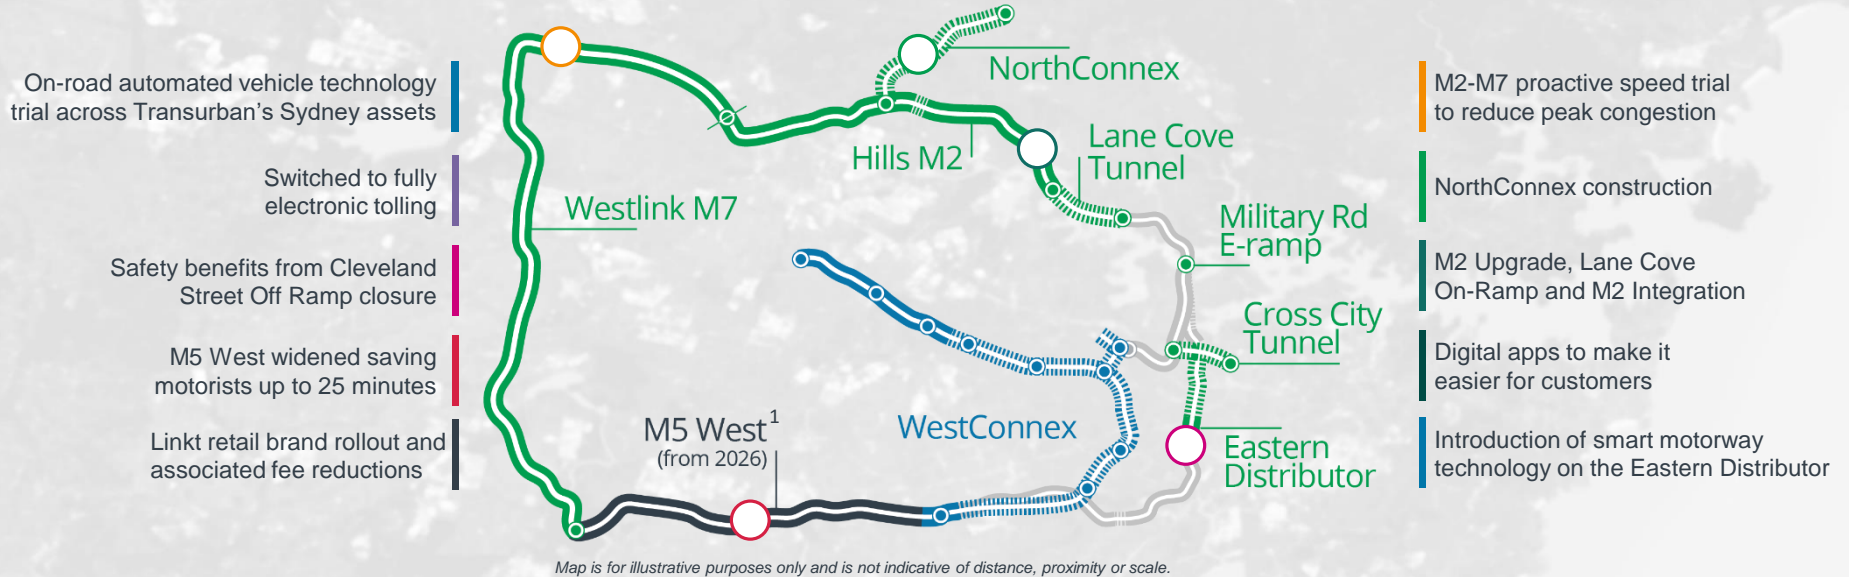 On-road automated vehicle technology
trial across Transurban's Sydney assets
Switched to fully
electronic tolling
Safety benefits from Cleveland
Street Off Ramp closure
M5 West widened saving
motorists up to 25 minutes
Linkt retail brand rollout and
associated fee reductions
NorthConnex
Hills M2
Lane Cove
Tunnel
Westlink M7
Military Rd
E-ramp
Cross City
Tunnel
WestConnex
M5 West¹
(from 2026)
Eastern
Distributor
M2-M7 proactive speed trial
to reduce peak congestion
NorthConnex construction
M2 Upgrade, Lane Cove
On-Ramp and M2 Integration
Digital apps to make it
easier for customers
Introduction of smart motorway
technology on the Eastern Distributor
Map is for illustrative purposes only and is not indicative of distance, proximity or scale.